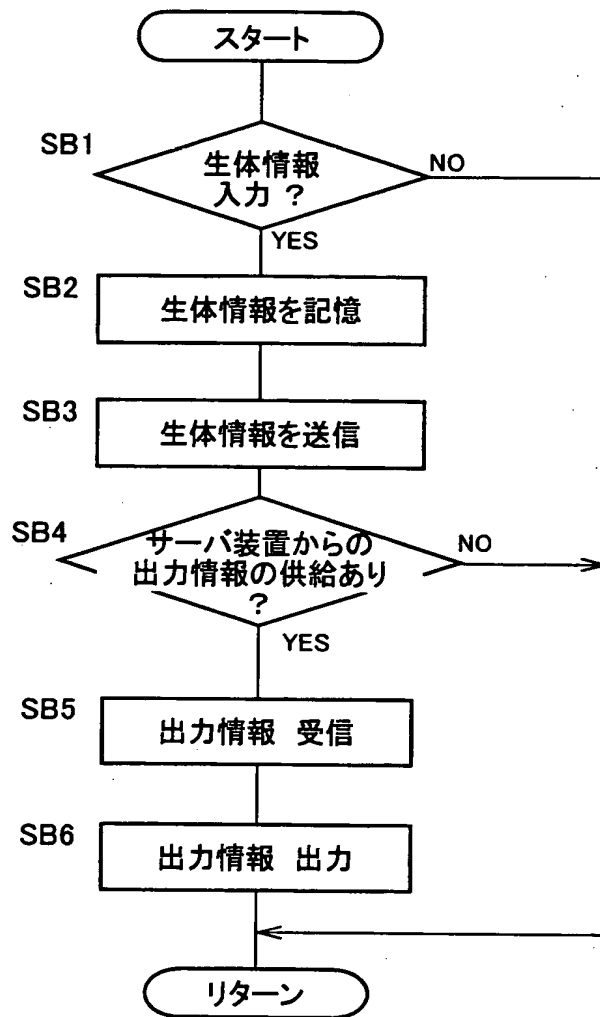 スタート
SB1
生体情報
入力 ?
NO
YES
SB2
生体情報を記憶
SB3
生体情報を送信
SB4
サーバ装置からの
出力情報の供給あり
?
NO
YES
SB5
出力情報 受信
SB6
出力情報 出力
リターン